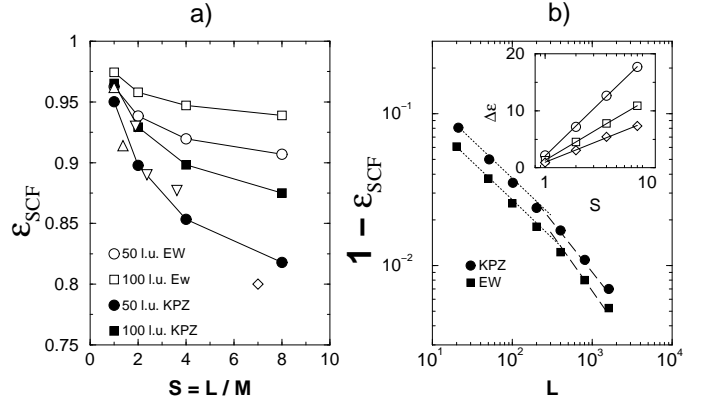 a)
1
0.95
0.9
0.85
0.8
0.75
ε_SCF
0 2 4 6 8 10
S = L / M
50 l.u. EW
100 l.u. Ew
50 l.u. KPZ
100 l.u. KPZ
b)
10^-1
10^-2
1 − ε_SCF
10^1 10^2 10^3 10^4
L
KPZ
EW
20
10
0
Δε
1 10
S